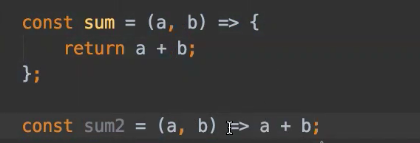 const sum = (a, b) => {
    return a + b;
};
const sum2 = (a, b) => a + b;